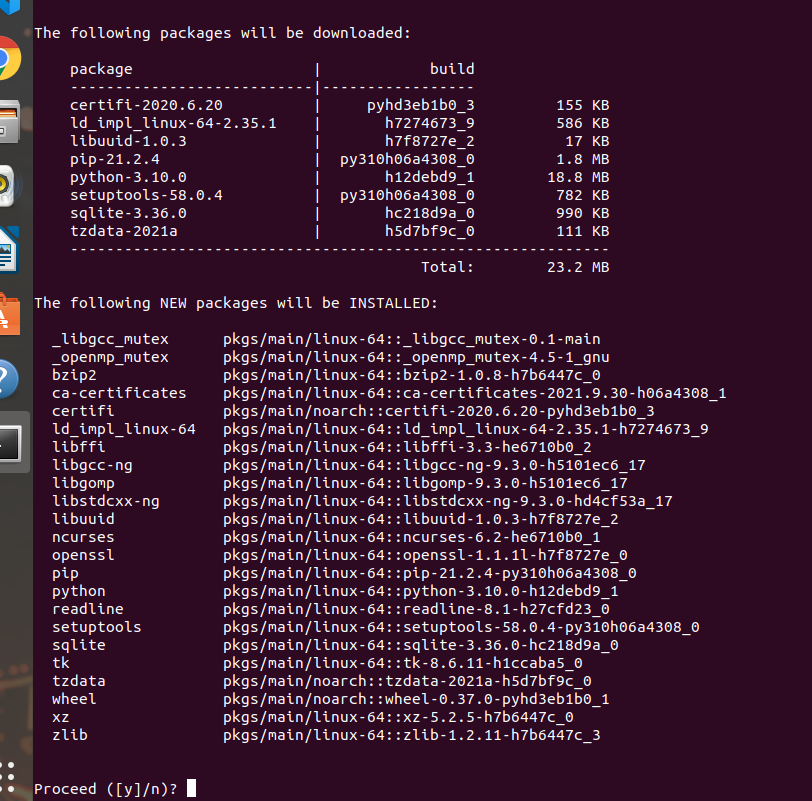 The following packages will be downloaded:
package | build
---------------------------|-----------------
certifi-2020.6.20 | pyhd3eb1b0_3 155 KB
ld_impl_linux-64-2.35.1 | h7274673_9 586 KB
libuuid-1.0.3 | h7f8727e_2 17 KB
pip-21.2.4 | py310h06a4308_0 1.8 MB
python-3.10.0 | h12debd9_1 18.8 MB
setuptools-58.0.4 | py310h06a4308_0 782 KB
sqlite-3.36.0 | hc218d9a_0 990 KB
tzdata-2021a | h5d7bf9c_0 111 KB
------------------------------------------------------------
Total: 23.2 MB
The following NEW packages will be INSTALLED:
_libgcc_mutex pkgs/main/linux-64::_libgcc_mutex-0.1-main
_openmp_mutex pkgs/main/linux-64::_openmp_mutex-4.5-1_gnu
bzip2 pkgs/main/linux-64::bzip2-1.0.8-h7b6447c_0
ca-certificates pkgs/main/linux-64::ca-certificates-2021.9.30-h06a4308_1
certifi pkgs/main/noarch::certifi-2020.6.20-pyhd3eb1b0_3
ld_impl_linux-64 pkgs/main/linux-64::ld_impl_linux-64-2.35.1-h7274673_9
libffi pkgs/main/linux-64::libffi-3.3-he6710b0_2
libgcc-ng pkgs/main/linux-64::libgcc-ng-9.3.0-h5101ec6_17
libgomp pkgs/main/linux-64::libgomp-9.3.0-h5101ec6_17
libstdcxx-ng pkgs/main/linux-64::libstdcxx-ng-9.3.0-hd4cf53a_17
libuuid pkgs/main/linux-64::libuuid-1.0.3-h7f8727e_2
ncurses pkgs/main/linux-64::ncurses-6.2-he6710b0_1
openssl pkgs/main/linux-64::openssl-1.1.1l-h7f8727e_0
pip pkgs/main/linux-64::pip-21.2.4-py310h06a4308_0
python pkgs/main/linux-64::python-3.10.0-h12debd9_1
readline pkgs/main/linux-64::readline-8.1-h27cfd23_0
setuptools pkgs/main/linux-64::setuptools-58.0.4-py310h06a4308_0
sqlite pkgs/main/linux-64::sqlite-3.36.0-hc218d9a_0
tk pkgs/main/linux-64::tk-8.6.11-h1ccaba5_0
tzdata pkgs/main/noarch::tzdata-2021a-h5d7bf9c_0
wheel pkgs/main/noarch::wheel-0.37.0-pyhd3eb1b0_1
xz pkgs/main/linux-64::xz-5.2.5-h7b6447c_0
zlib pkgs/main/linux-64::zlib-1.2.11-h7b6447c_3
Proceed ([y]/n)?